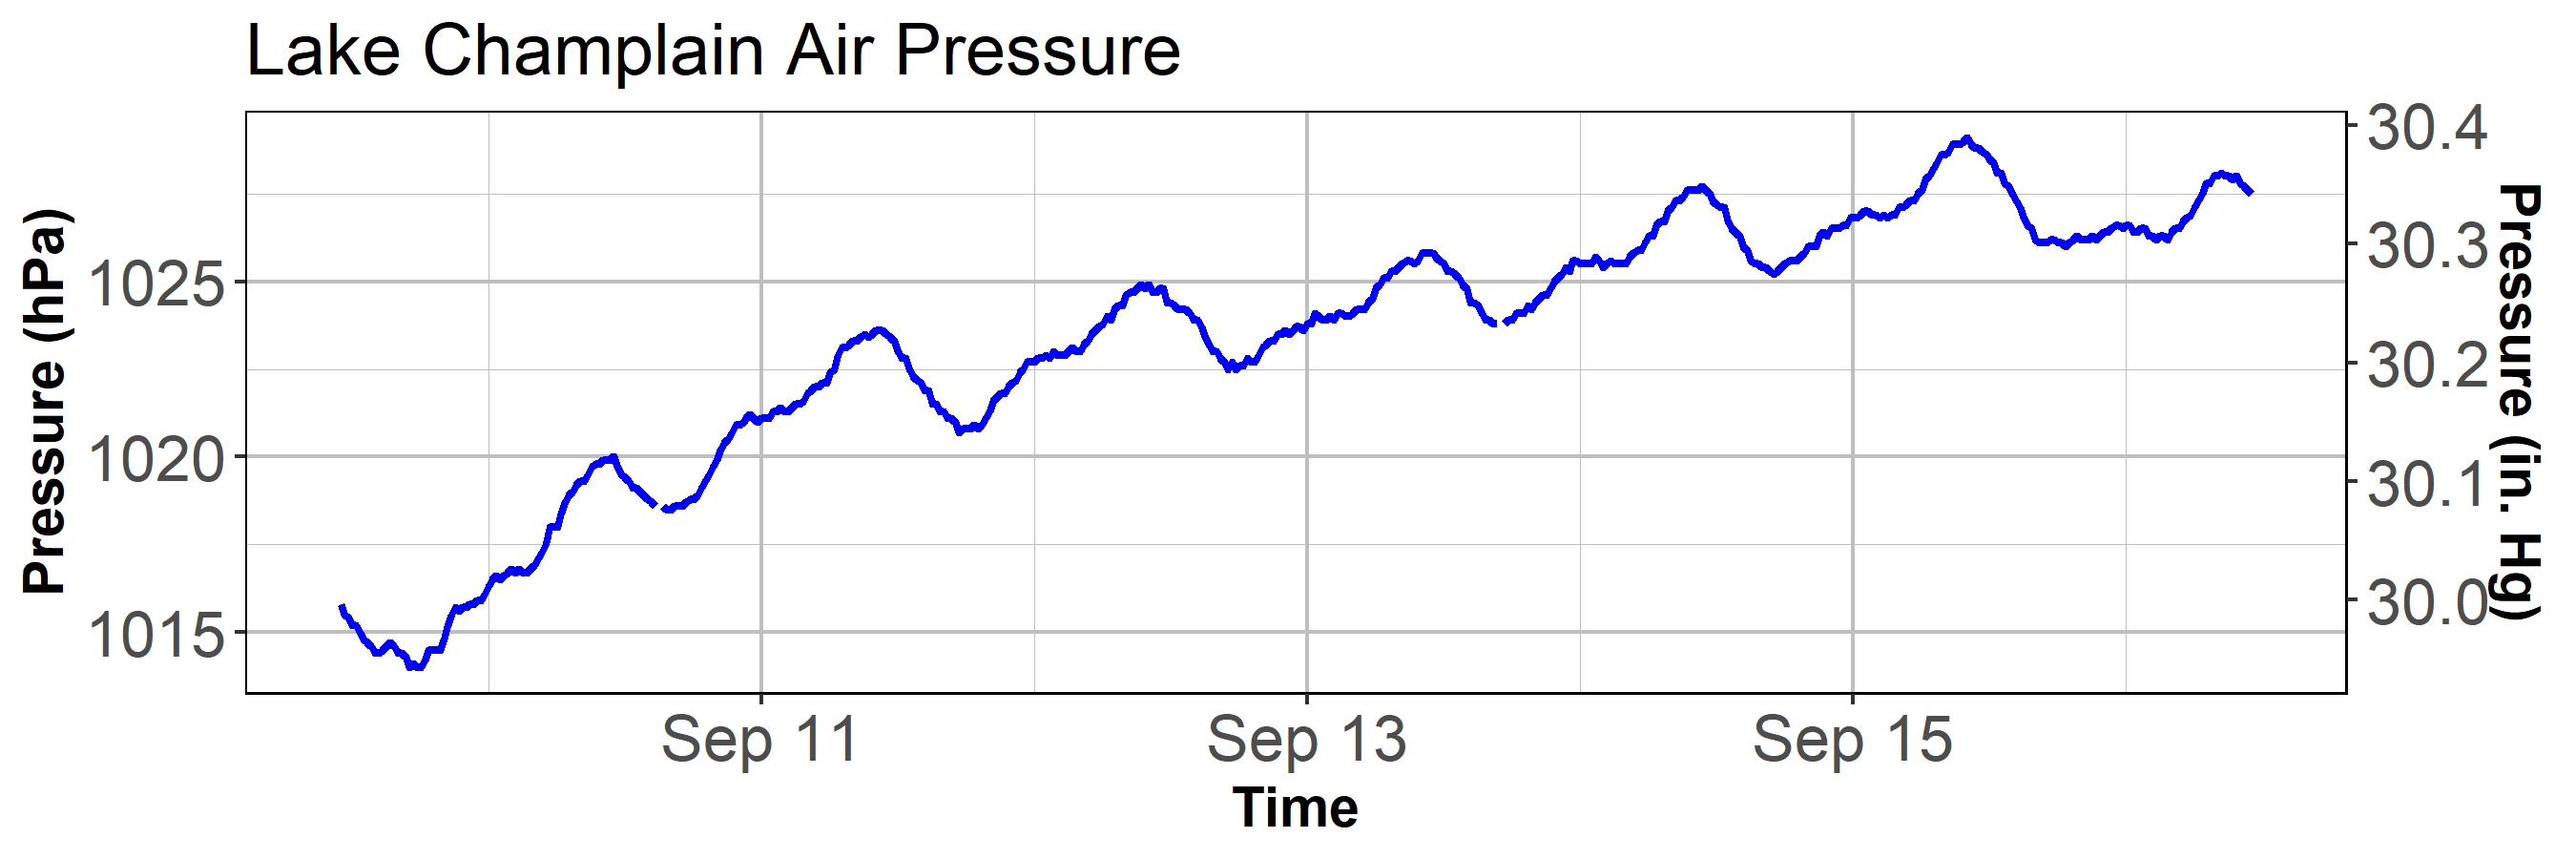 Lake Champlain Air Pressure
Pressure (hPa)
1025
1020
1015
30.4
30.3
30.2
30.1
30.0
Pressure (in. Hg)
Sep 11
Sep 13
Sep 15
Time